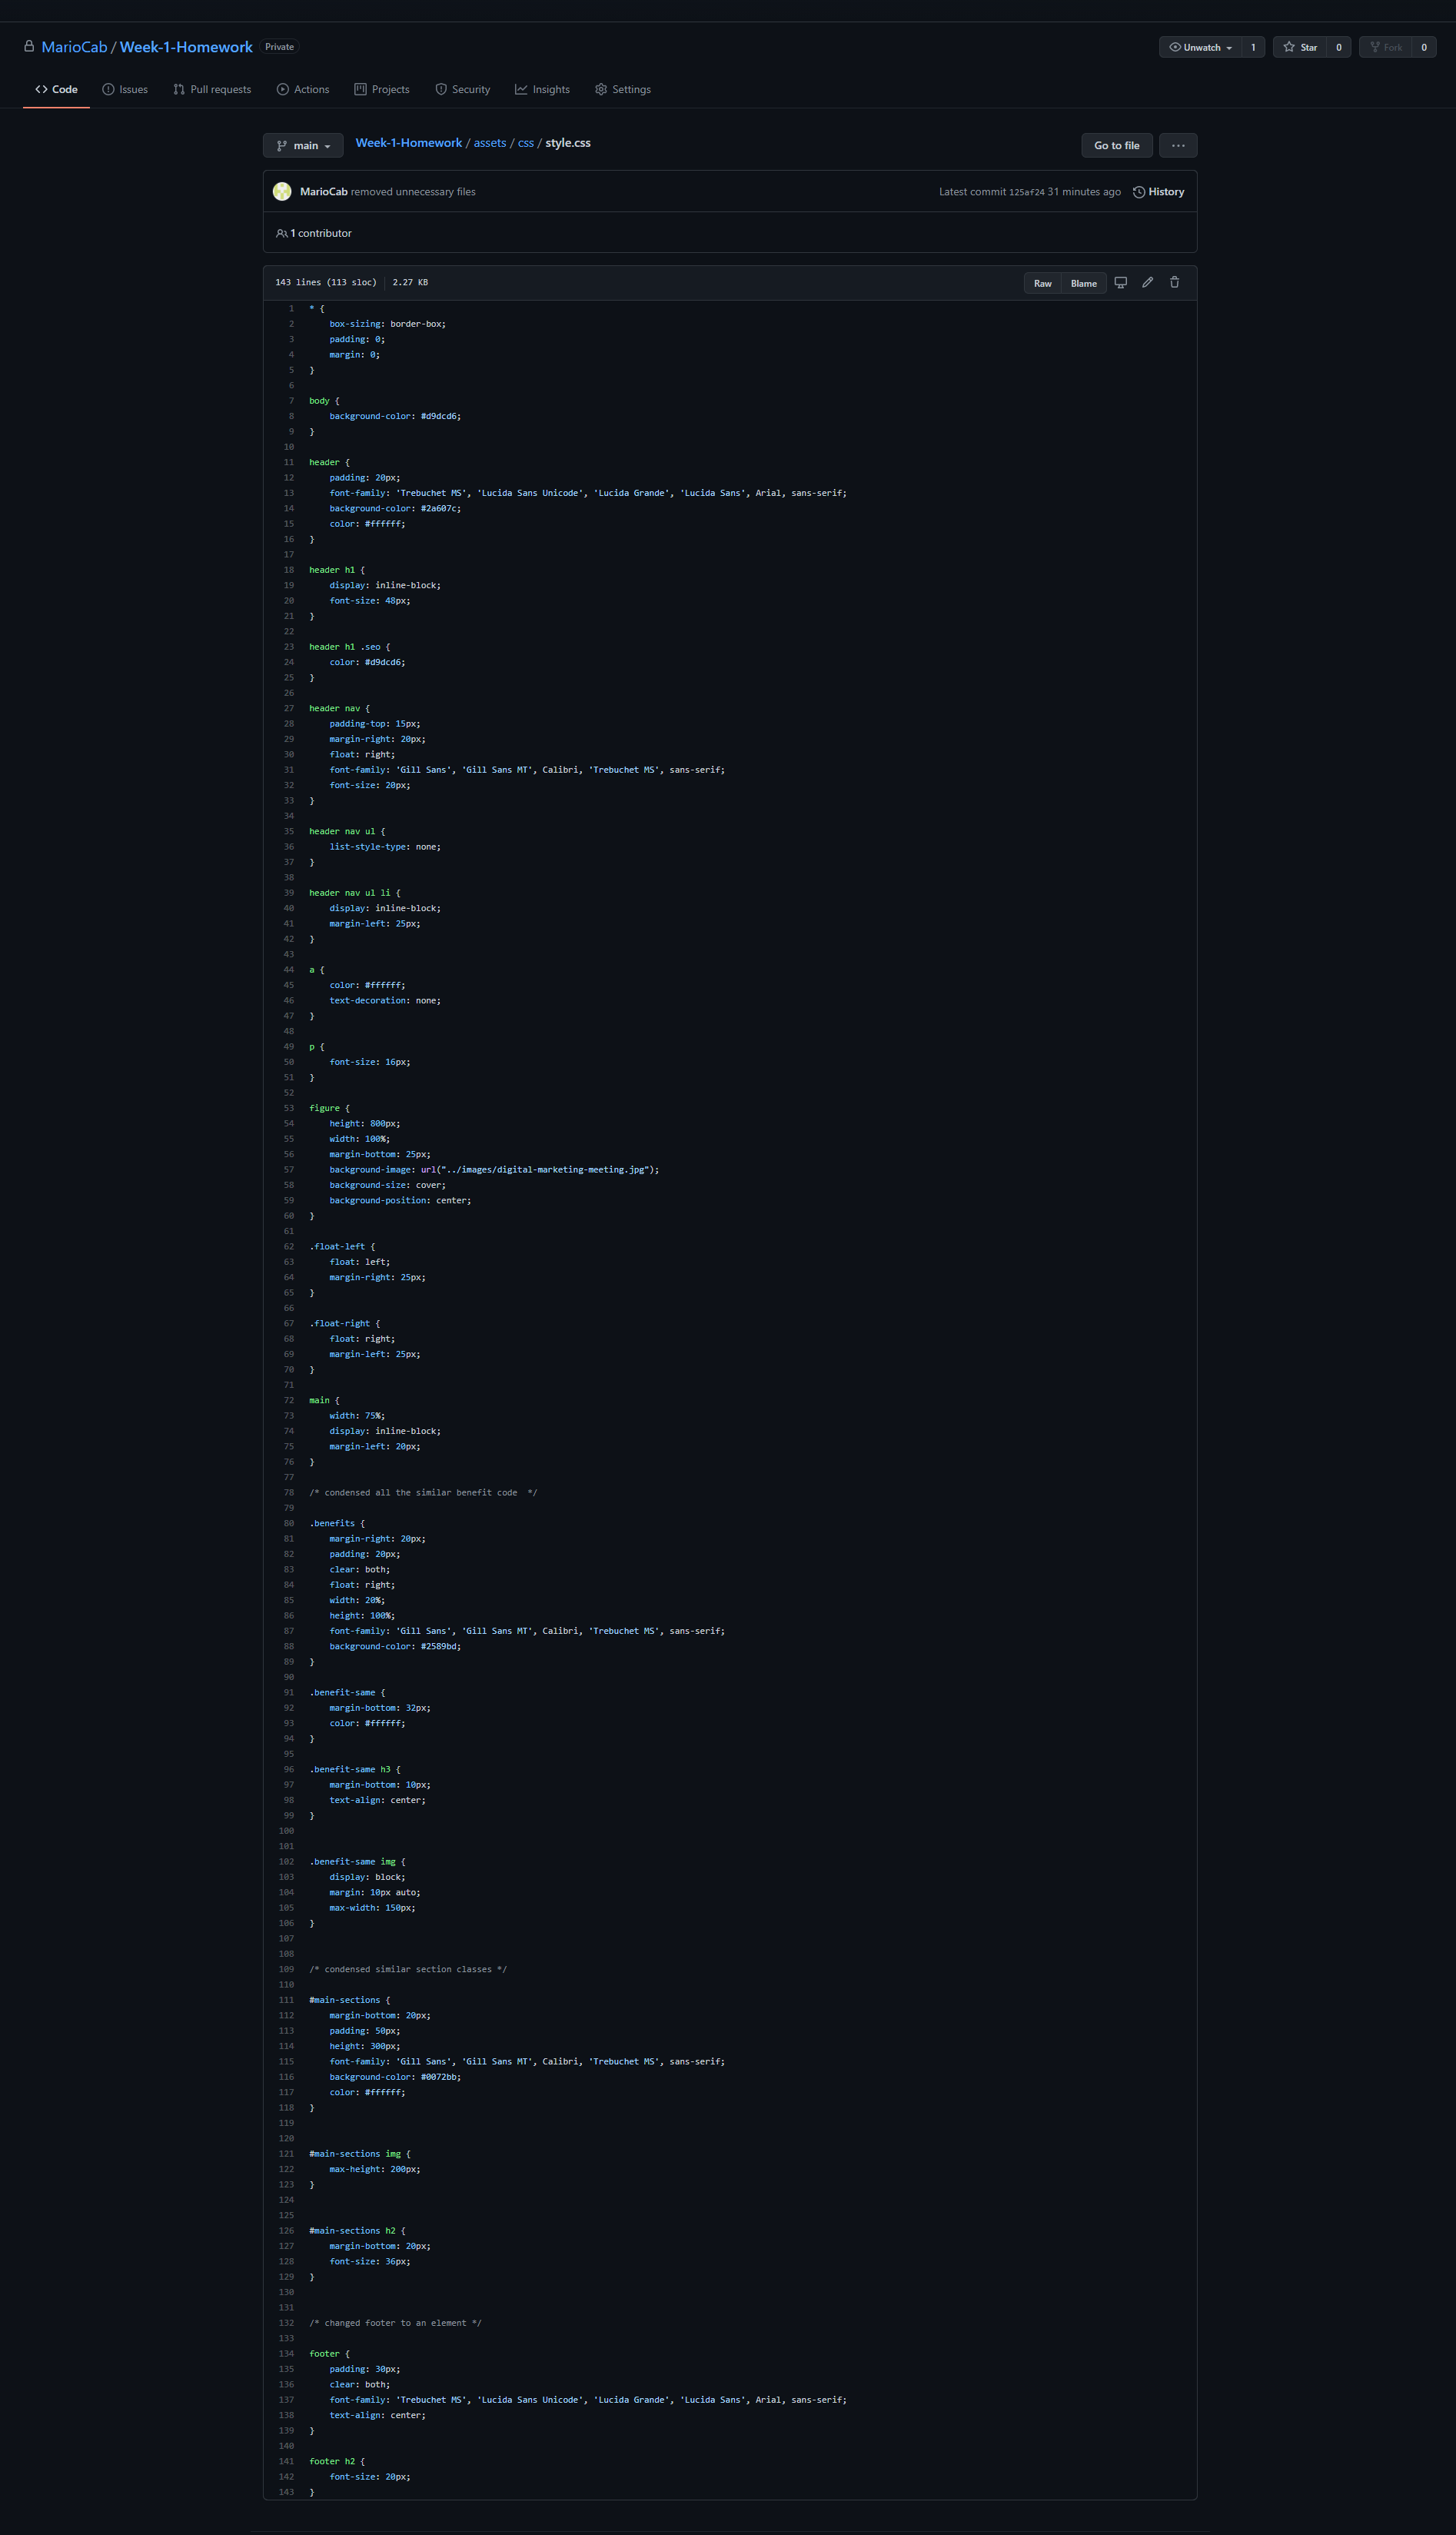 MarioCab / Week-1-Homework Private
Unwatch 1 Star 0 Fork 0
Code Issues Pull requests Actions Projects Security Insights Settings
main Week-1-Homework / assets / css / style.css Go to file ...
MarioCab removed unnecessary files Latest commit 125af24 31 minutes ago History
1 contributor
143 lines (113 sloc) 2.27 KB Raw Blame
1 * {
2 box-sizing: border-box;
3 padding: 0;
4 margin: 0;
5 }
6
7 body {
8 background-color: #d9dcd6;
9 }
10
11 header {
12 padding: 20px;
13 font-family: 'Trebuchet MS', 'Lucida Sans Unicode', 'Lucida Grande', 'Lucida Sans', Arial, sans-serif;
14 background-color: #2a607c;
15 color: #ffffff;
16 }
17
18 header h1 {
19 display: inline-block;
20 font-size: 48px;
21 }
22
23 header h1 .seo {
24 color: #d9dcd6;
25 }
26
27 header nav {
28 padding-top: 15px;
29 margin-right: 20px;
30 float: right;
31 font-family: 'Gill Sans', 'Gill Sans MT', Calibri, 'Trebuchet MS', sans-serif;
32 font-size: 20px;
33 }
34
35 header nav ul {
36 list-style-type: none;
37 }
38
39 header nav ul li {
40 display: inline-block;
41 margin-left: 25px;
42 }
43
44 a {
45 color: #ffffff;
46 text-decoration: none;
47 }
48
49 p {
50 font-size: 16px;
51 }
52
53 figure {
54 height: 800px;
55 width: 100%;
56 margin-bottom: 25px;
57 background-image: url("../images/digital-marketing-meeting.jpg");
58 background-size: cover;
59 background-position: center;
60 }
61
62 .float-left {
63 float: left;
64 margin-right: 25px;
65 }
66
67 .float-right {
68 float: right;
69 margin-left: 25px;
70 }
71
72 main {
73 width: 75%;
74 display: inline-block;
75 margin-left: 20px;
76 }
77
78 /* condensed all the similar benefit code  */
79
80 .benefits {
81 margin-right: 20px;
82 padding: 20px;
83 clear: both;
84 float: right;
85 width: 20%;
86 height: 100%;
87 font-family: 'Gill Sans', 'Gill Sans MT', Calibri, 'Trebuchet MS', sans-serif;
88 background-color: #2589bd;
89 }
90
91 .benefit-same {
92 margin-bottom: 32px;
93 color: #ffffff;
94 }
95
96 .benefit-same h3 {
97 margin-bottom: 10px;
98 text-align: center;
99 }
100
101
102 .benefit-same img {
103 display: block;
104 margin: 10px auto;
105 max-width: 150px;
106 }
107
108
109 /* condensed similar section classes */
110
111 #main-sections {
112 margin-bottom: 20px;
113 padding: 50px;
114 height: 300px;
115 font-family: 'Gill Sans', 'Gill Sans MT', Calibri, 'Trebuchet MS', sans-serif;
116 background-color: #0072bb;
117 color: #ffffff;
118 }
119
120
121 #main-sections img {
122 max-height: 200px;
123 }
124
125
126 #main-sections h2 {
127 margin-bottom: 20px;
128 font-size: 36px;
129 }
130
131
132 /* changed footer to an element */
133
134 footer {
135 padding: 30px;
136 clear: both;
137 font-family: 'Trebuchet MS', 'Lucida Sans Unicode', 'Lucida Grande', 'Lucida Sans', Arial, sans-serif;
138 text-align: center;
139 }
140
141 footer h2 {
142 font-size: 20px;
143 }